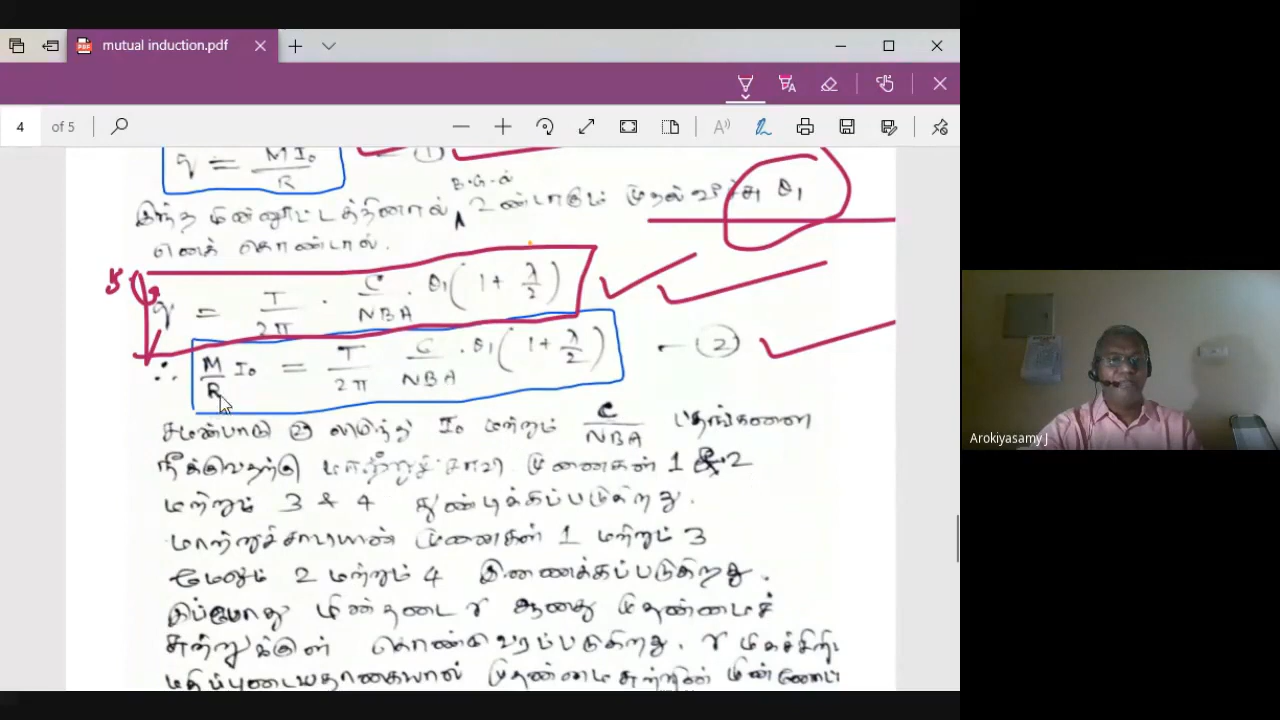 mutual induction.pdf
4 of 5
q = MI₀/R ← ①
இந்த மின்னூட்டத்தினால் B.G.ல் உண்டாகும் முதல் வீச்சு θ₁
எனக் கொண்டால்.
q = T/2π · C/NBA · θ₁(1 + λ/2)
∴ M/R I₀ = T/2π C/NBA · θ₁(1 + λ/2) ← ②
சமன்பாடு ② லிருந்து I₀ மற்றும் C/NBA பதங்களை
நீக்குவதற்கு மாற்றுச் சாவி முனைகள் 1 & 2
மற்றும் 3 & 4 துண்டிக்கப்படுகிறது.
மாற்றுச்சாவியின் முனைகள் 1 மற்றும் 3
மேலும் 2 மற்றும் 4 இணைக்கப்படுகிறது.
இப்போது மின்தடை r ஆனது முதன்மைச்
சுற்றுக்குள் கொண்டுவரப்படுகிறது. r மிகச்சிறிய
மதிப்புடையதாகையால் முதன்மை சுற்றின்
Arokiyasamy J